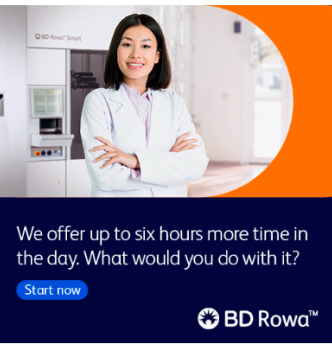 BD Rowa™ Smart
We offer up to six hours more time in
the day. What would you do with it?
Start now
BD Rowa™